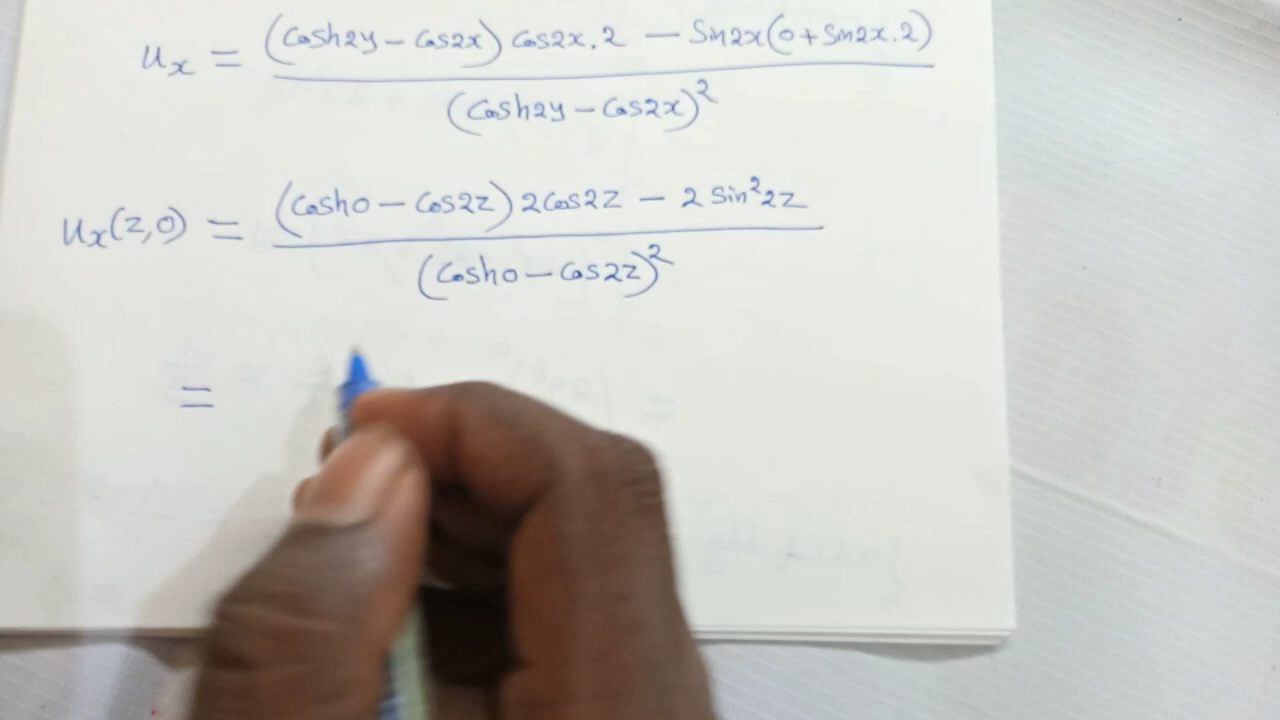 u_x = ((Cosh2y - Cos2x) Cos2x.2 - Sin2x(0 + Sin2x.2)) / (Cosh2y - Cos2x)^2
u_x(z,0) = ((Cosh0 - Cos2z) 2Cos2z - 2 Sin^2 2z) / (Cosh0 - Cos2z)^2
=